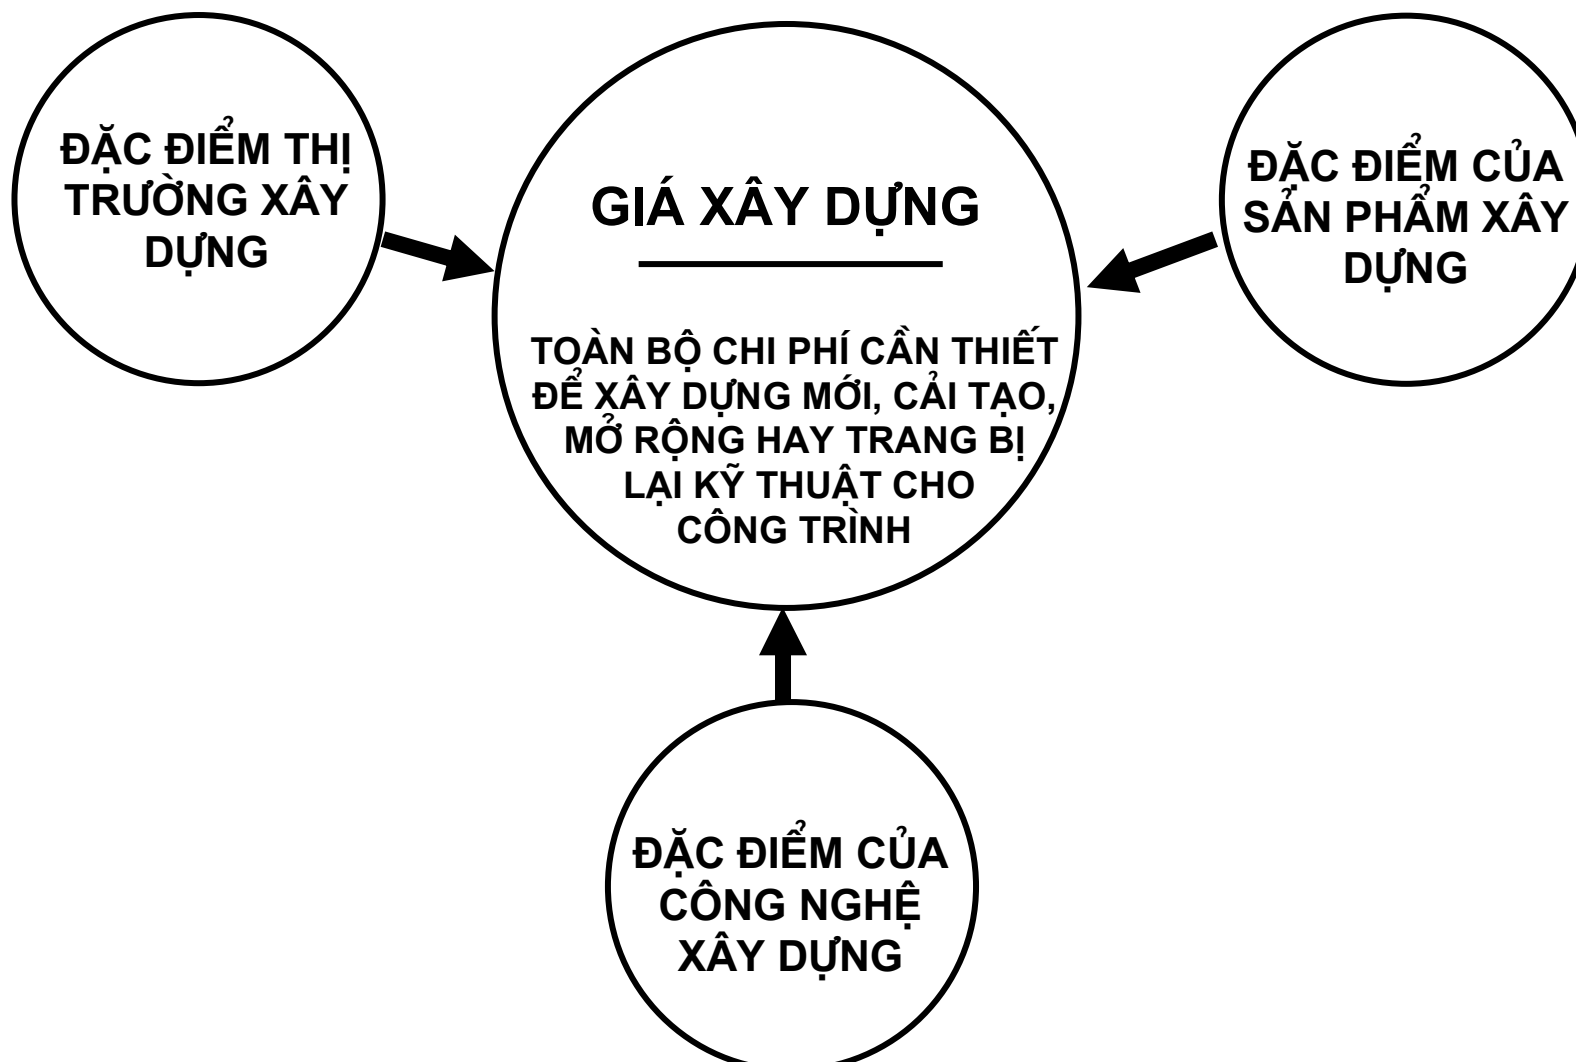 ĐẶC ĐIỂM THỊ
TRƯỜNG XÂY
DỰNG
GIÁ XÂY DỰNG
TOÀN BỘ CHI PHÍ CẦN THIẾT
ĐỂ XÂY DỰNG MỚI, CẢI TẠO,
MỞ RỘNG HAY TRANG BỊ
LẠI KỸ THUẬT CHO
CÔNG TRÌNH
ĐẶC ĐIỂM CỦA
SẢN PHẨM XÂY
DỰNG
ĐẶC ĐIỂM CỦA
CÔNG NGHỆ
XÂY DỰNG